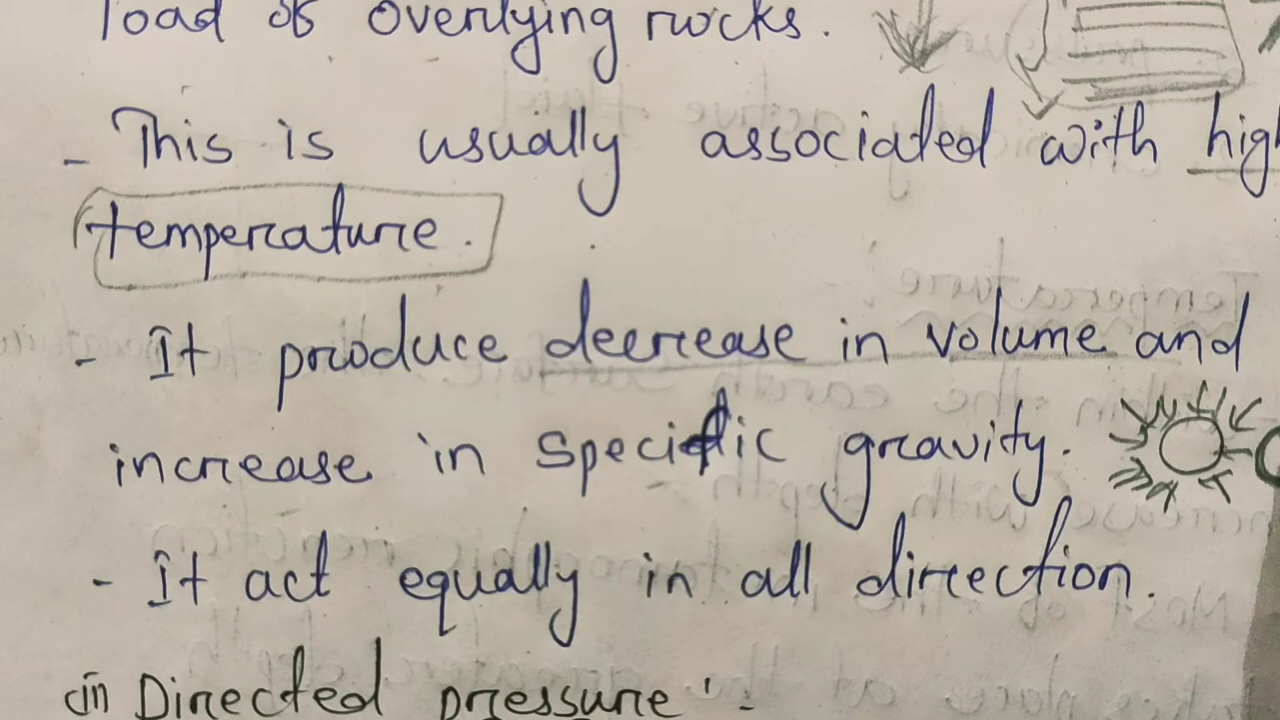 load of overlying rocks.
- This is usually associated with hig
temperature.
- It produce decrease in volume and
increase in specific gravity.
- It act equally in all direction.
(ii) Directed pressure :-